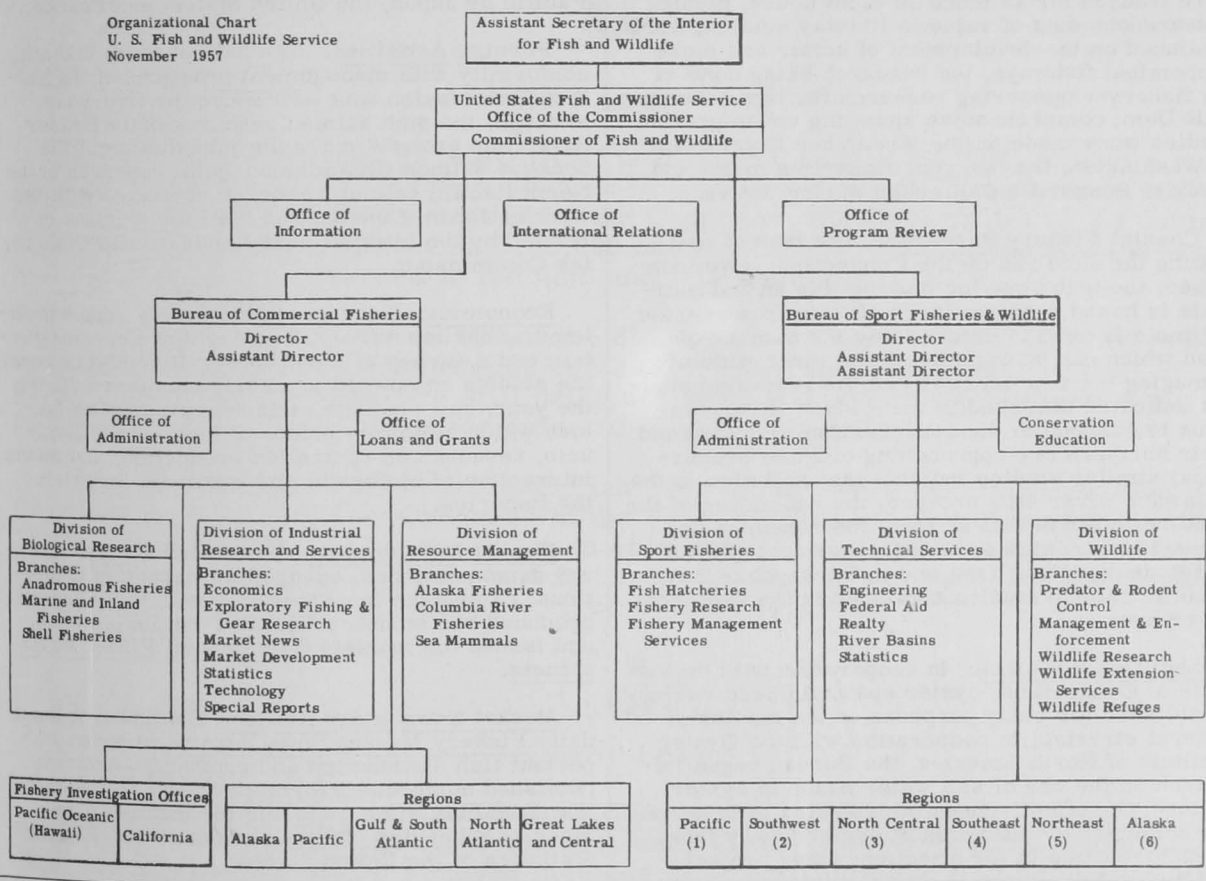 Organizational Chart
U. S. Fish and Wildlife Service
November 1957
Assistant Secretary of the Interior
for Fish and Wildlife
United States Fish and Wildlife Service
Office of the Commissioner
Commissioner of Fish and Wildlife
Office of
Information
Office of
International Relations
Office of
Program Review
Bureau of Commercial Fisheries
Director
Assistant Director
Bureau of Sport Fisheries & Wildlife
Director
Assistant Director
Assistant Director
Office of
Administration
Office of
Loans and Grants
Office of
Administration
Conservation
Education
Division of
Biological Research
Branches:
Anadromous Fisheries
Marine and Inland
Fisheries
Shell Fisheries
Division of Industrial
Research and Services
Branches:
Economics
Exploratory Fishing &
Gear Research
Market News
Market Development
Statistics
Technology
Special Reports
Division of
Resource Management
Branches:
Alaska Fisheries
Columbia River
Fisheries
Sea Mammals
Division of
Sport Fisheries
Branches:
Fish Hatcheries
Fishery Research
Fishery Management
Services
Division of
Technical Services
Branches:
Engineering
Federal Aid
Realty
River Basins
Statistics
Division of
Wildlife
Branches:
Predator & Rodent
Control
Management & En-
forcement
Wildlife Research
Wildlife Extension
Services
Wildlife Refuges
Fishery Investigation Offices
Pacific Oceanic
(Hawaii)
California
Regions
Alaska
Pacific
Gulf & South
Atlantic
North
Atlantic
Great Lakes
and Central
Regions
Pacific
(1)
Southwest
(2)
North Central
(3)
Southeast
(4)
Northeast
(5)
Alaska
(6)